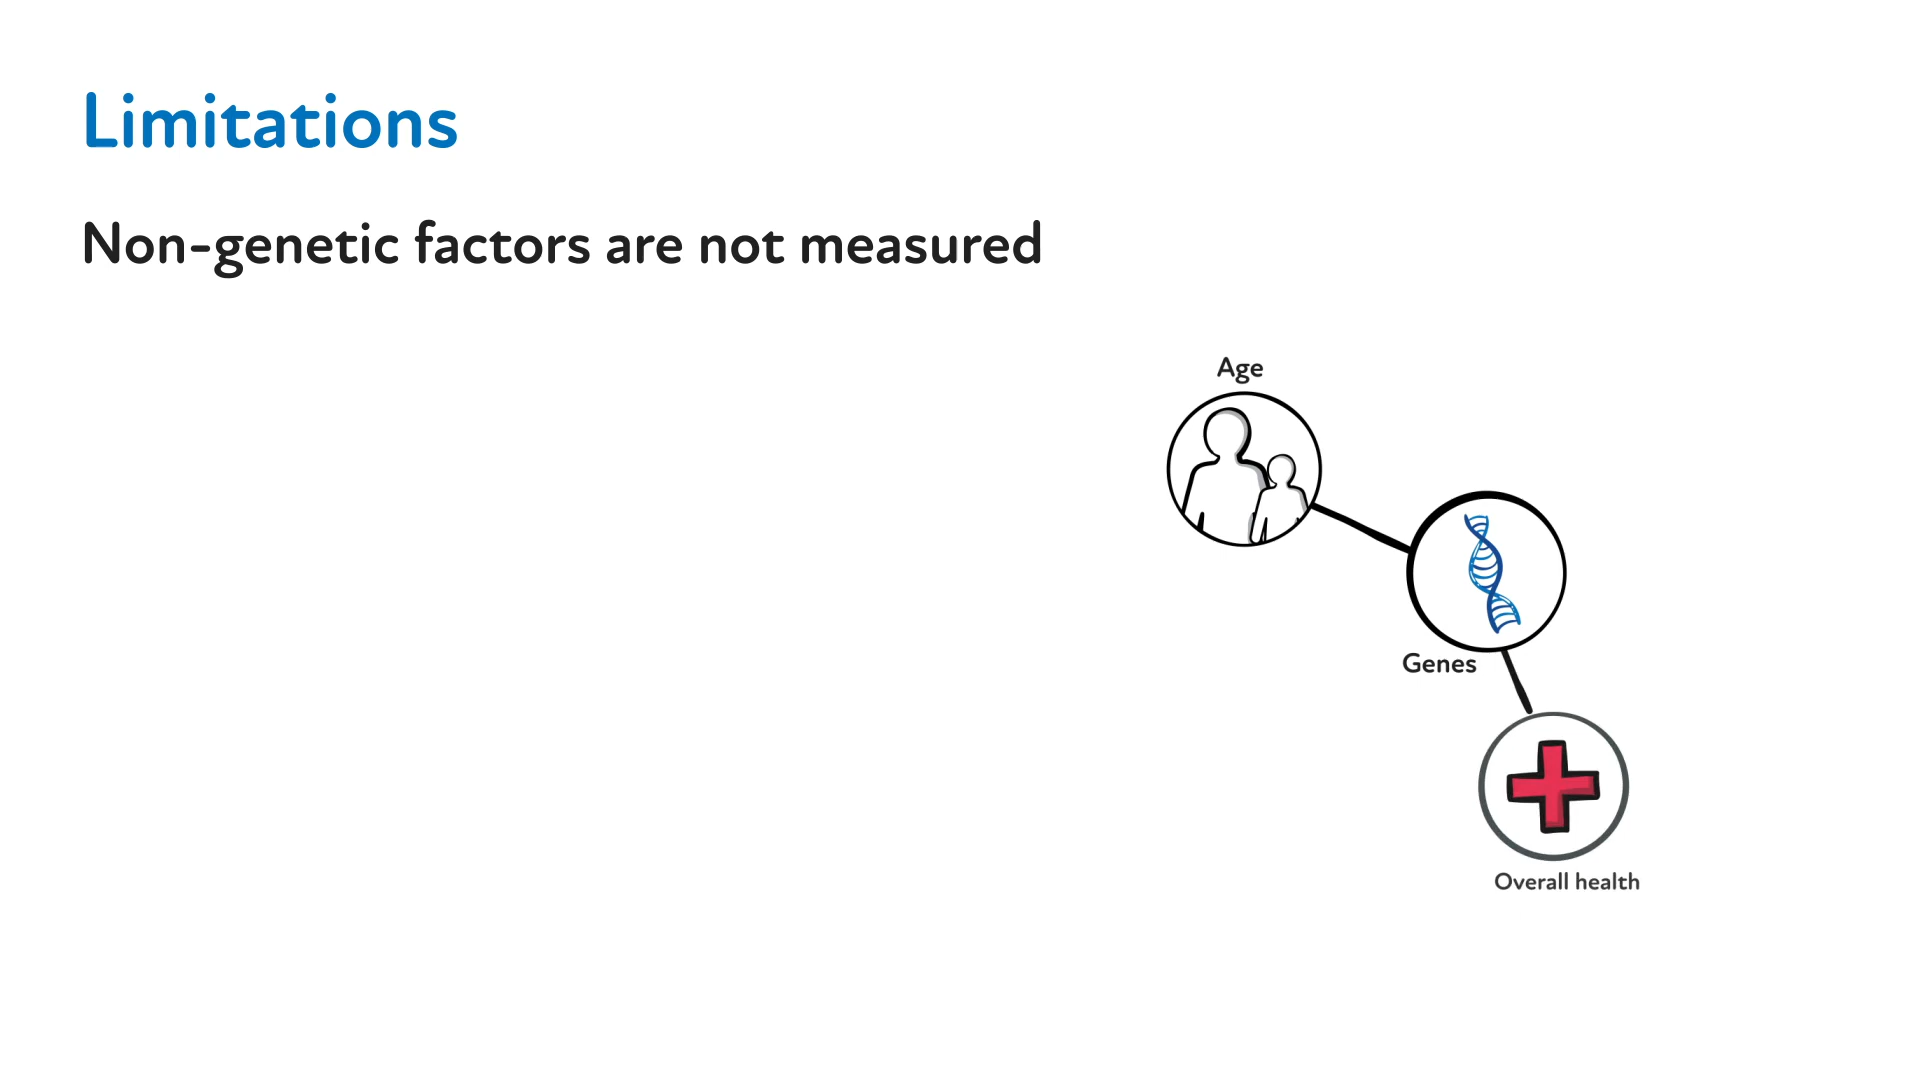 Limitations
Non-genetic factors are not measured
Age
Genes
Overall health